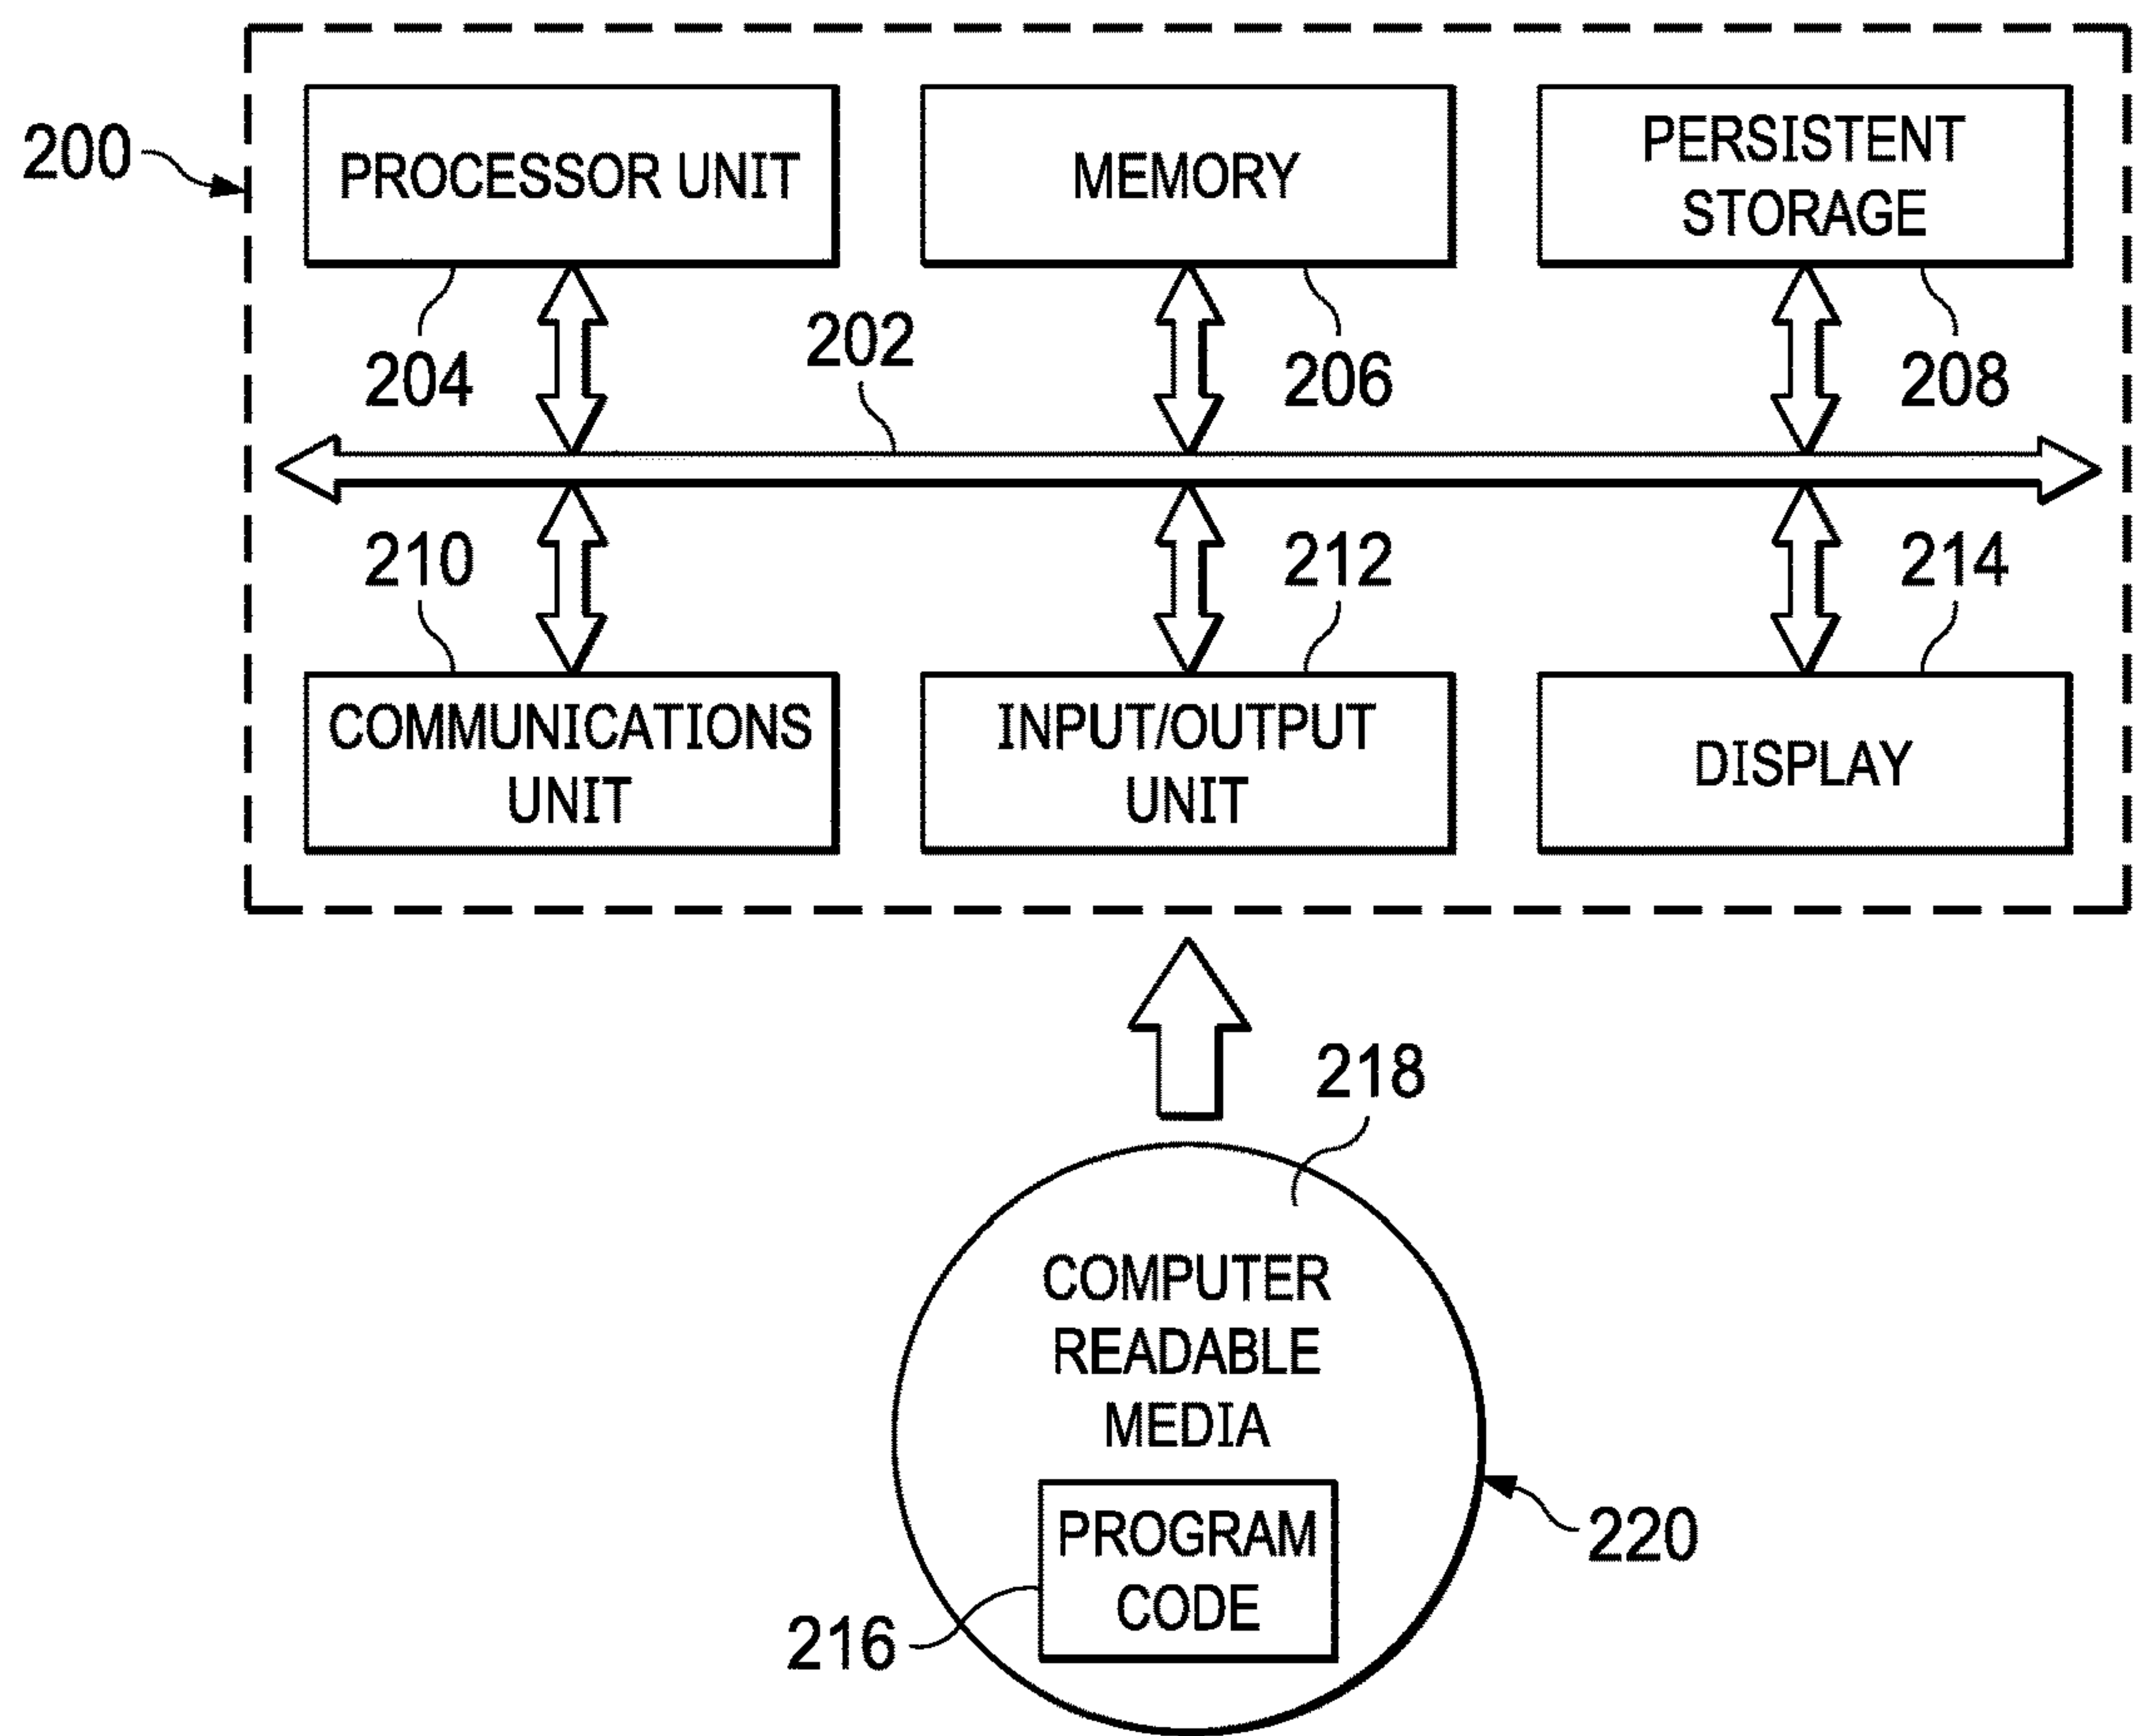 200
PROCESSOR UNIT
MEMORY
PERSISTENT
STORAGE
204
202
206
208
210
212
214
COMMUNICATIONS
UNIT
INPUT/OUTPUT
UNIT
DISPLAY
218
COMPUTER
READABLE
MEDIA
PROGRAM
CODE
216
220